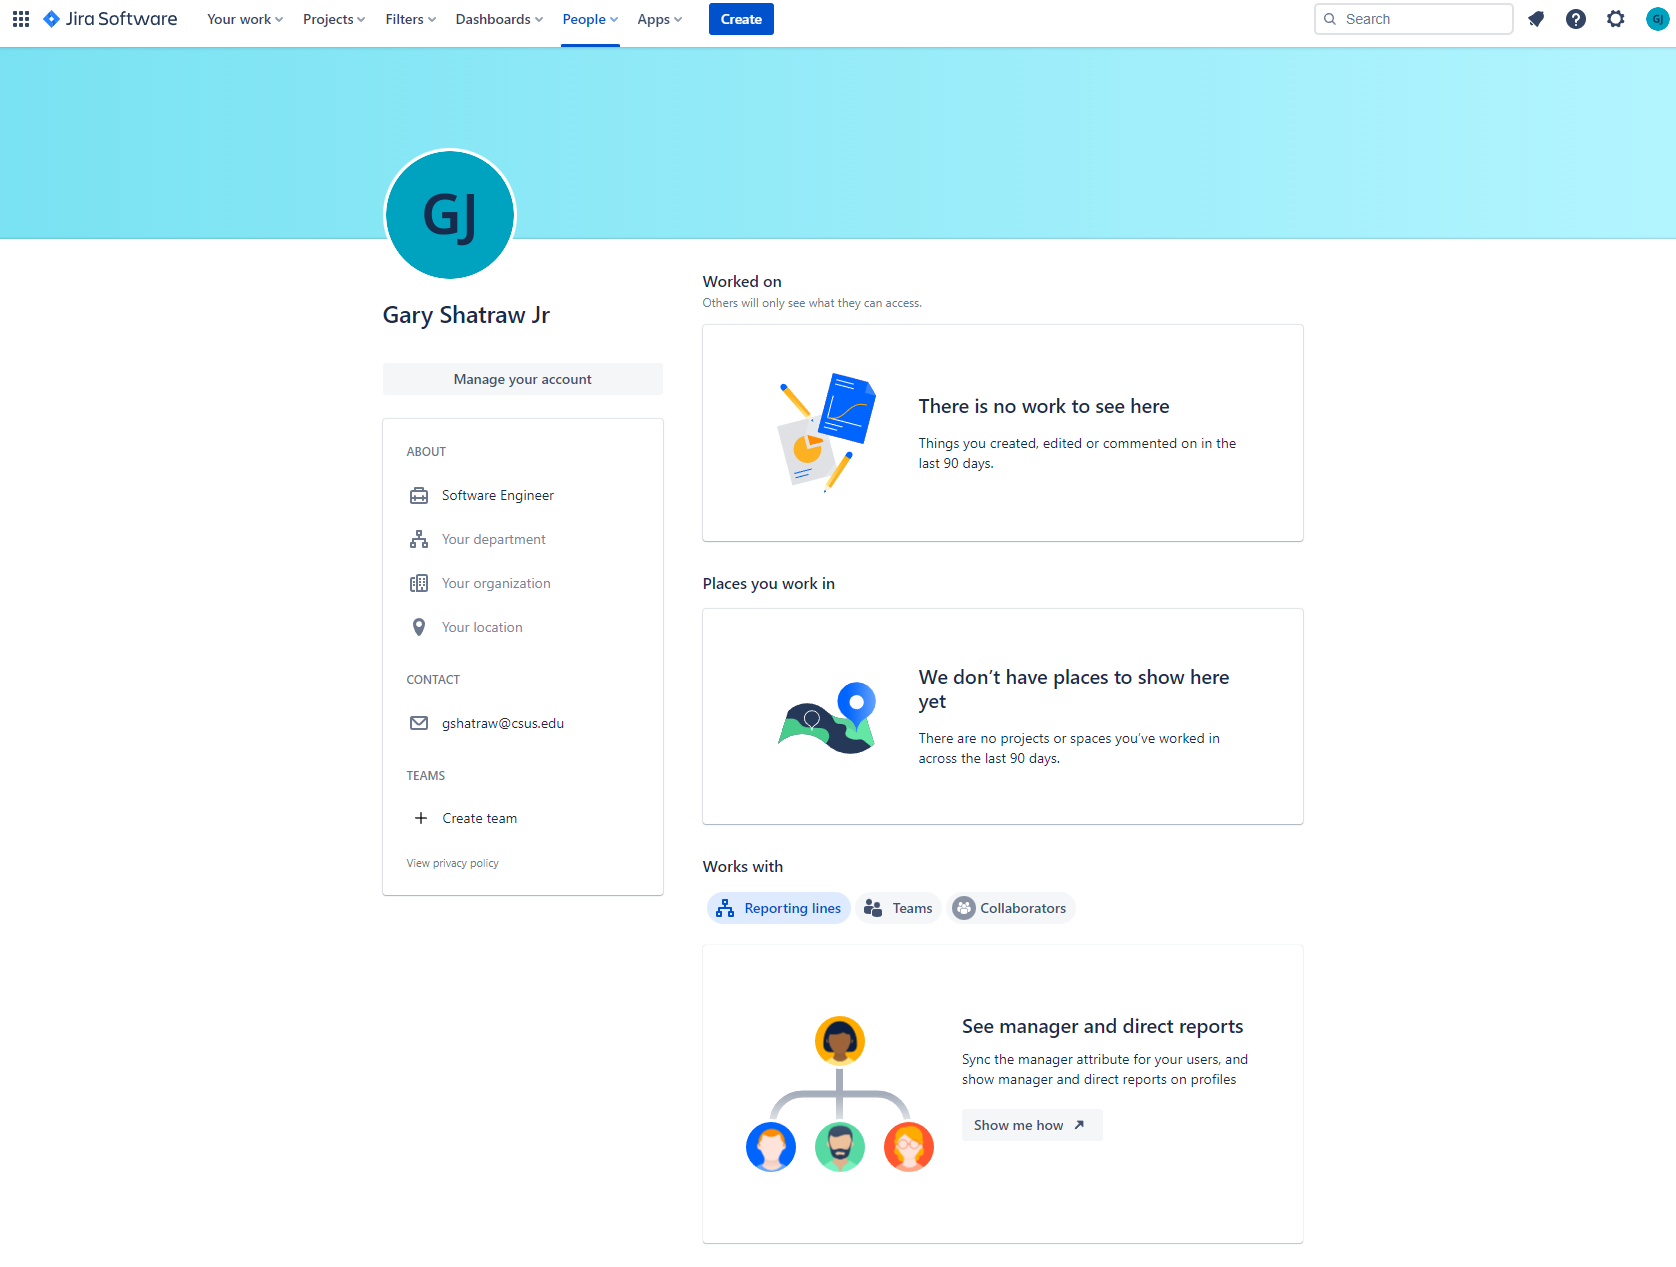 Jira Software Your work Projects Filters Dashboards People Apps Create Search GJ
GJ
Gary Shatraw Jr
Manage your account
ABOUT
Software Engineer
Your department
Your organization
Your location
CONTACT
gshatraw@csus.edu
TEAMS
Create team
View privacy policy
Worked on
Others will only see what they can access.
There is no work to see here
Things you created, edited or commented on in the
last 90 days.
Places you work in
We don’t have places to show here
yet
There are no projects or spaces you’ve worked in
across the last 90 days.
Works with
Reporting lines Teams Collaborators
See manager and direct reports
Sync the manager attribute for your users, and
show manager and direct reports on profiles
Show me how